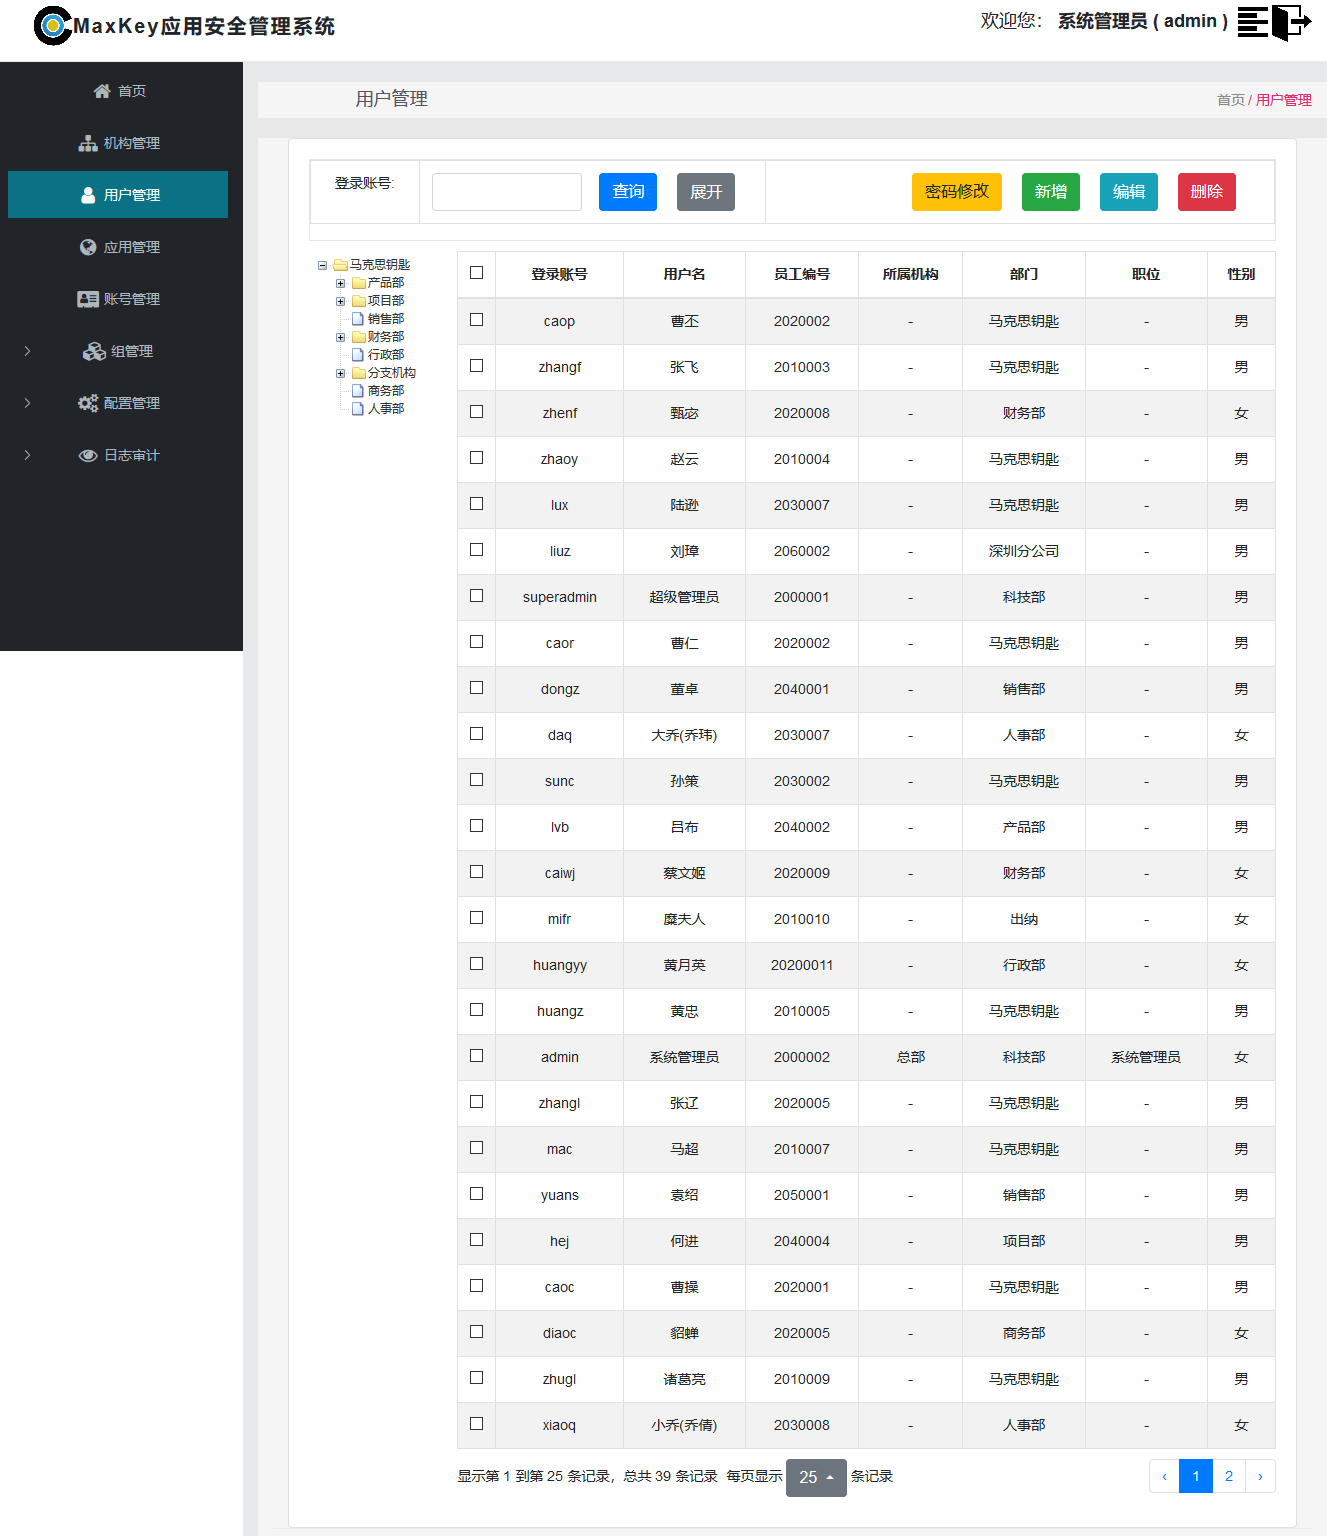 MaxKey应用安全管理系统
欢迎您： 系统管理员 ( admin )
首页
机构管理
用户管理
应用管理
账号管理
组管理
配置管理
日志审计
用户管理
首页 / 用户管理
登录账号:
查询 展开 密码修改 新增 编辑 删除
马克思钥匙
产品部
项目部
销售部
财务部
行政部
分支机构
商务部
人事部
登录账号 用户名 员工编号 所属机构 部门 职位 性别
caop 曹丕 2020002 - 马克思钥匙 - 男
zhangf 张飞 2010003 - 马克思钥匙 - 男
zhenf 甄宓 2020008 - 财务部 - 女
zhaoy 赵云 2010004 - 马克思钥匙 - 男
lux 陆逊 2030007 - 马克思钥匙 - 男
liuz 刘璋 2060002 - 深圳分公司 - 男
superadmin 超级管理员 2000001 - 科技部 - 男
caor 曹仁 2020002 - 马克思钥匙 - 男
dongz 董卓 2040001 - 销售部 - 男
daq 大乔(乔玮) 2030007 - 人事部 - 女
sunc 孙策 2030002 - 马克思钥匙 - 男
lvb 吕布 2040002 - 产品部 - 男
caiwj 蔡文姬 2020009 - 财务部 - 女
mifr 糜夫人 2010010 - 出纳 - 女
huangyy 黄月英 20200011 - 行政部 - 女
huangz 黄忠 2010005 - 马克思钥匙 - 男
admin 系统管理员 2000002 总部 科技部 系统管理员 女
zhangl 张辽 2020005 - 马克思钥匙 - 男
mac 马超 2010007 - 马克思钥匙 - 男
yuans 袁绍 2050001 - 销售部 - 男
hej 何进 2040004 - 项目部 - 男
caoc 曹操 2020001 - 马克思钥匙 - 男
diaoc 貂蝉 2020005 - 商务部 - 女
zhugl 诸葛亮 2010009 - 马克思钥匙 - 男
xiaoq 小乔(乔倩) 2030008 - 人事部 - 女
显示第 1 到第 25 条记录，总共 39 条记录 每页显示 25 条记录
‹ 1 2 ›